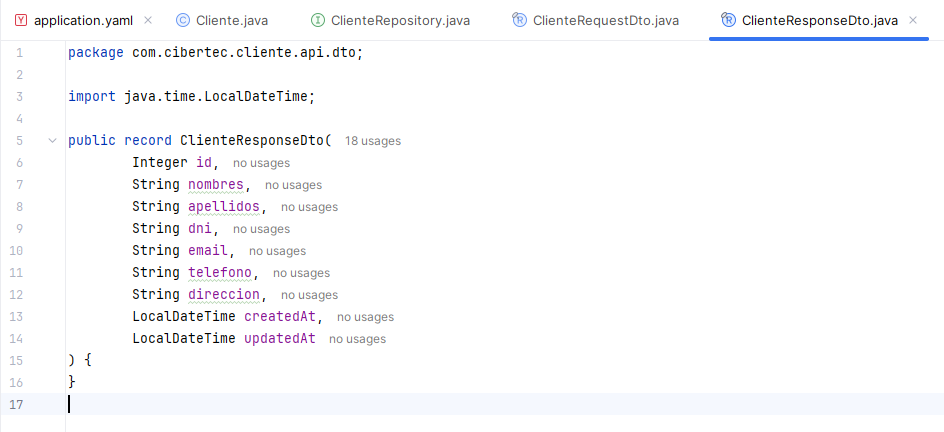 application.yaml Cliente.java ClienteRepository.java ClienteRequestDto.java ClienteResponseDto.java
1 package com.cibertec.cliente.api.dto;
2
3 import java.time.LocalDateTime;
4
5 public record ClienteResponseDto( 18 usages
6 Integer id, no usages
7 String nombres, no usages
8 String apellidos, no usages
9 String dni, no usages
10 String email, no usages
11 String telefono, no usages
12 String direccion, no usages
13 LocalDateTime createdAt, no usages
14 LocalDateTime updatedAt no usages
15 ) {
16 }
17